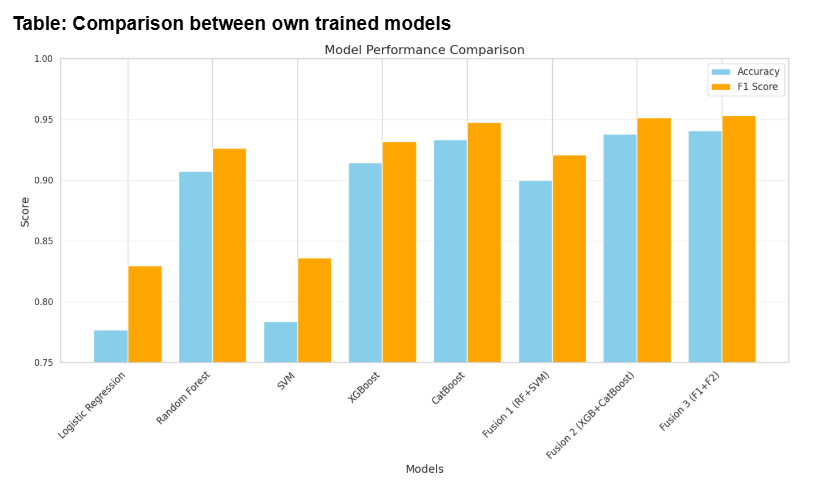 Table: Comparison between own trained models
Model Performance Comparison
Accuracy
F1 Score
1.00
0.95
0.90
0.85
0.80
0.75
Score
Logistic Regression
Random Forest
SVM
XGBoost
CatBoost
Fusion 1 (RF+SVM)
Fusion 2 (XGB+CatBoost)
Fusion 3 (F1+F2)
Models